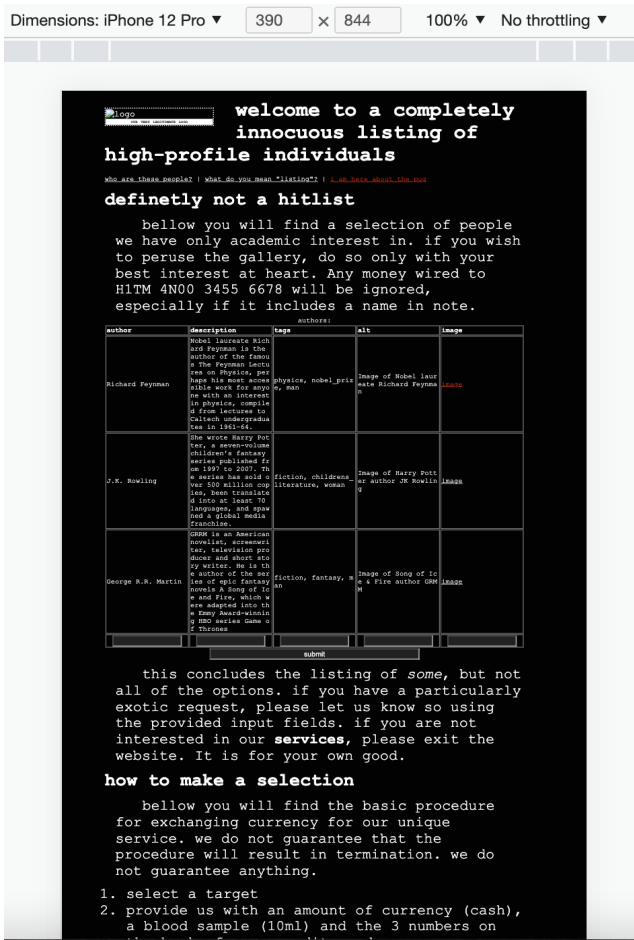 Dimensions: iPhone 12 Pro ▼ 390 × 844 100% ▼ No throttling ▼
logo
OUR VERY LEGITIMATE LOGO
welcome to a completely
innocuous listing of
high-profile individuals
who are these people? | what do you mean "listing"? | i am here about the pug
definetly not a hitlist
bellow you will find a selection of people
we have only academic interest in. if you wish
to peruse the gallery, do so only with your
best interest at heart. Any money wired to
H1TM 4N00 3455 6678 will be ignored,
especially if it includes a name in note.
authors:
author description tags alt image
Richard Feynman
Nobel laureate Rich
ard Feynman is the
author of the famou
s The Feynman Lectu
res on Physics, per
haps his most acces
sible work for anyo
ne with an interest
in physics, compile
d from lectures to
Caltech undergradua
tes in 1961-64.
physics, nobel_priz
e, man
Image of Nobel laur
eate Richard Feynma
n
image
J.K. Rowling
She wrote Harry Pot
ter, a seven-volume
children's fantasy
series published fr
om 1997 to 2007. Th
e series has sold o
ver 500 million cop
ies, been translate
d into at least 70
languages, and spaw
ned a global media
franchise.
fiction, childrens_
literature, woman
Image of Harry Pott
er author JK Rowlin
g
image
George R.R. Martin
GRRM is an American
novelist, screenwri
ter, television pro
ducer and short sto
ry writer. He is th
e author of the ser
ies of epic fantasy
novels A Song of Ic
e and Fire, which w
ere adapted into th
e Emmy Award-winnin
g HBO series Game o
f Thrones
fiction, fantasy, m
an
Image of Song of Ic
e & Fire author GRR
M
image
submit
this concludes the listing of some, but not
all of the options. if you have a particularly
exotic request, please let us know so using
the provided input fields. if you are not
interested in our services, please exit the
website. It is for your own good.
how to make a selection
bellow you will find the basic procedure
for exchanging currency for our unique
service. we do not guarantee that the
procedure will result in termination. we do
not guarantee anything.
1. select a target
2. provide us with an amount of currency (cash),
a blood sample (10ml) and the 3 numbers on